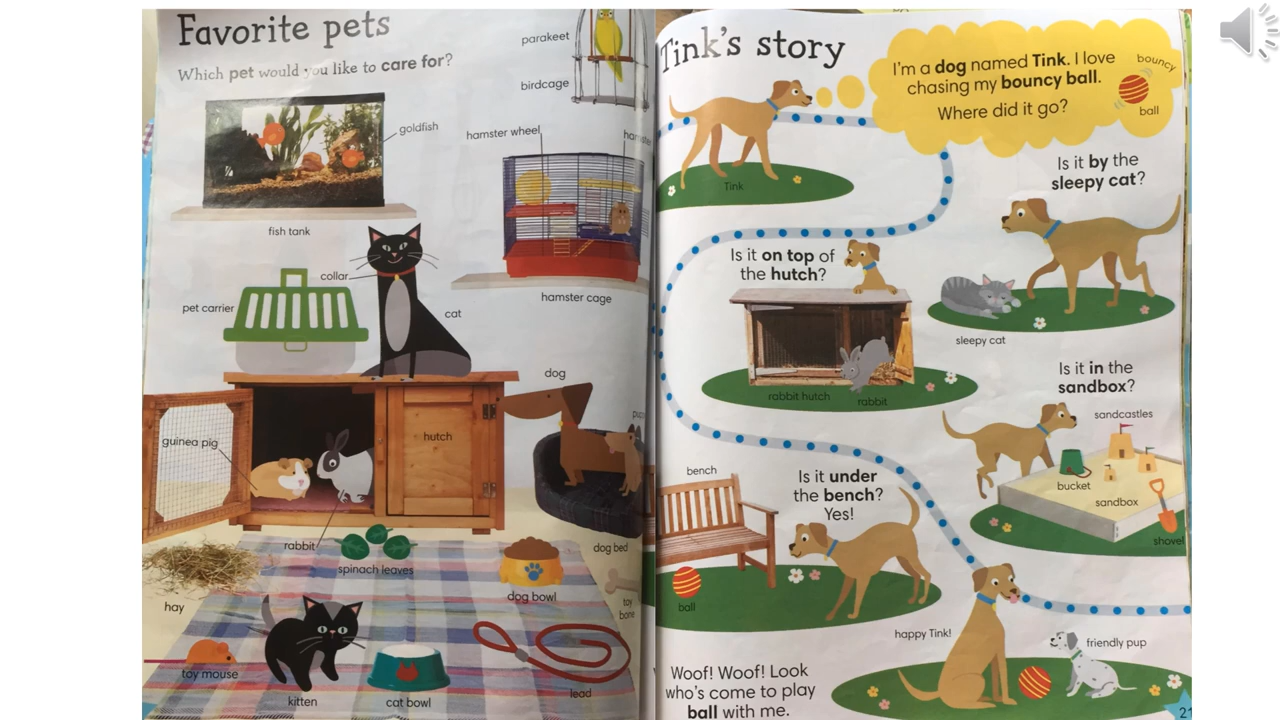 Favorite pets
Which pet would you like to care for?
parakeet
birdcage
goldfish
hamster wheel
fish tank
hamster cage
collar
pet carrier
cat
dog
guinea pig
hutch
rabbit
spinach leaves
dog bed
hay
dog bowl
toy
bone
toy mouse
kitten
cat bowl
lead
Tink's story
I'm a dog named Tink. I love
chasing my bouncy ball.
Where did it go?
bouncy
ball
Tink
Is it by the
sleepy cat?
sleepy cat
Is it on top of
the hutch?
rabbit hutch
rabbit
Is it in the
sandbox?
sandcastles
bucket
sandbox
shovel
bench
Is it under
the bench?
Yes!
ball
happy Tink!
friendly pup
Woof! Woof! Look
who's come to play
ball with me.
21